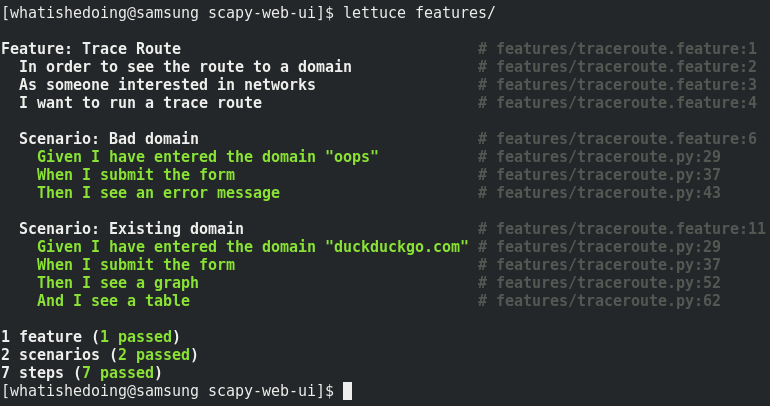 [whatishedoing@samsung scapy-web-ui]$ lettuce features/
Feature: Trace Route # features/traceroute.feature:1
In order to see the route to a domain # features/traceroute.feature:2
As someone interested in networks # features/traceroute.feature:3
I want to run a trace route # features/traceroute.feature:4
Scenario: Bad domain # features/traceroute.feature:6
Given I have entered the domain "oops" # features/traceroute.py:29
When I submit the form # features/traceroute.py:37
Then I see an error message # features/traceroute.py:43
Scenario: Existing domain # features/traceroute.feature:11
Given I have entered the domain "duckduckgo.com" # features/traceroute.py:29
When I submit the form # features/traceroute.py:37
Then I see a graph # features/traceroute.py:52
And I see a table # features/traceroute.py:62
1 feature (1 passed)
2 scenarios (2 passed)
7 steps (7 passed)
[whatishedoing@samsung scapy-web-ui]$